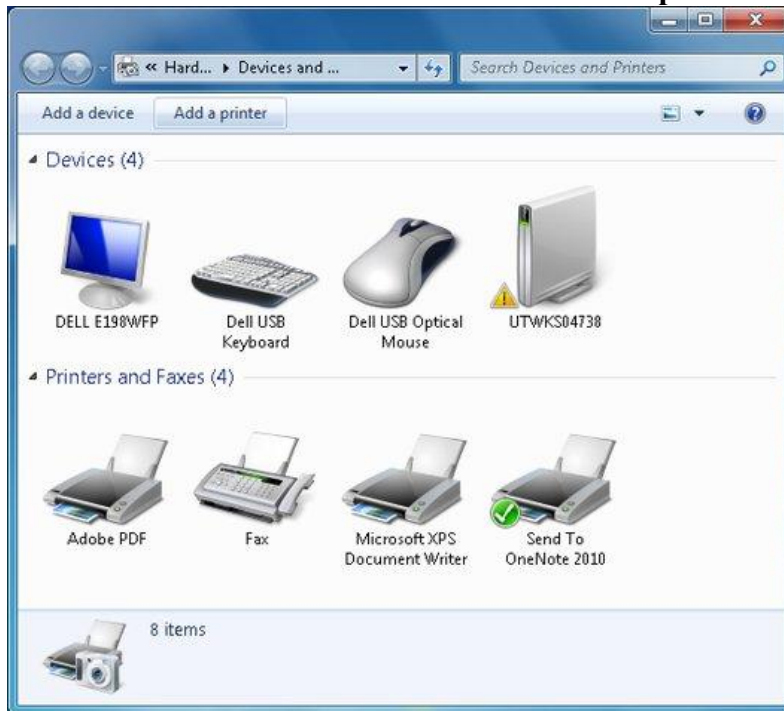 « Hard... ▸ Devices and ...
Search Devices and Printers
Add a device
Add a printer
Devices (4)
DELL E198WFP
Dell USB
Keyboard
Dell USB Optical
Mouse
UTWKS04738
Printers and Faxes (4)
Adobe PDF
Fax
Microsoft XPS
Document Writer
Send To
OneNote 2010
8 items